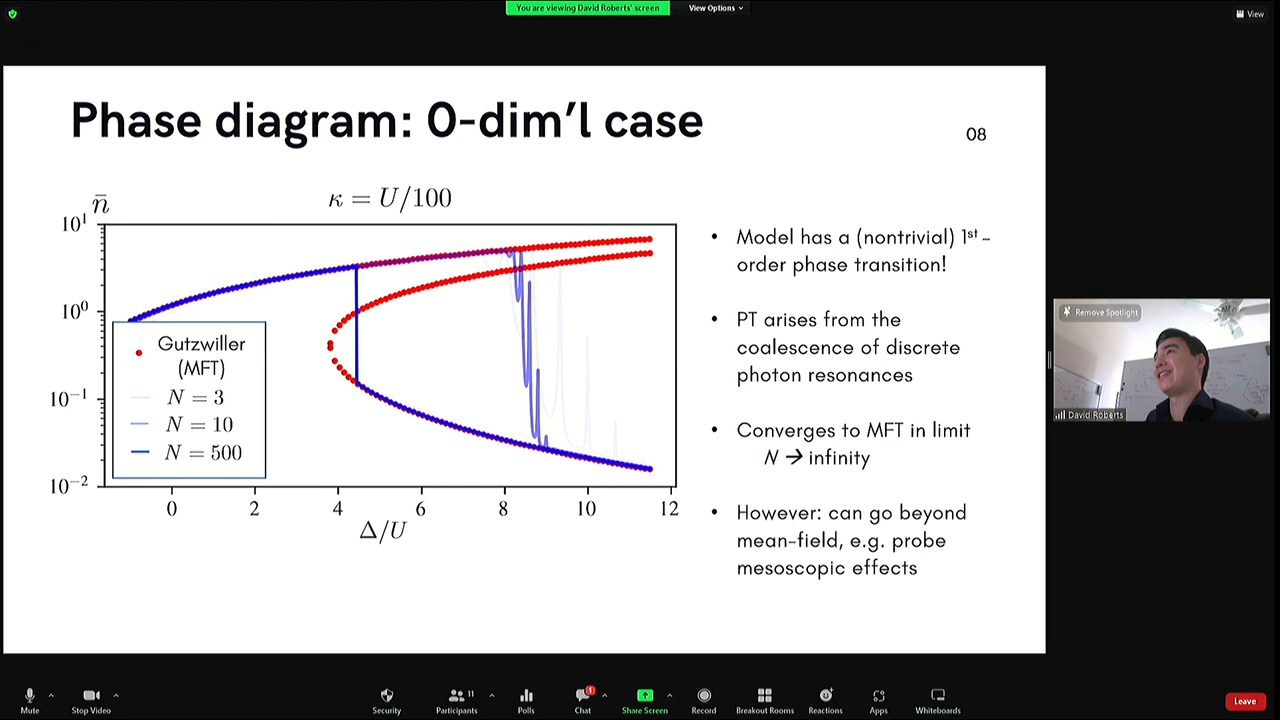 You are viewing David Roberts' screen
View Options
View
Phase diagram: 0-dim'l case
08
κ = U/100
n̄
10¹
10⁰
10⁻¹
10⁻²
Gutzwiller
(MFT)
N = 3
N = 10
N = 500
0 2 4 6 8 10 12
Δ/U
• Model has a (nontrivial) 1ˢᵗ–
order phase transition!
• PT arises from the
coalescence of discrete
photon resonances
• Converges to MFT in limit
N → infinity
• However: can go beyond
mean-field, e.g. probe
mesoscopic effects
Remove Spotlight
David Roberts
Mute
Stop Video
Security
Participants
11
Polls
Chat
1
Share Screen
Record
Breakout Rooms
Reactions
Apps
Whiteboards
Leave